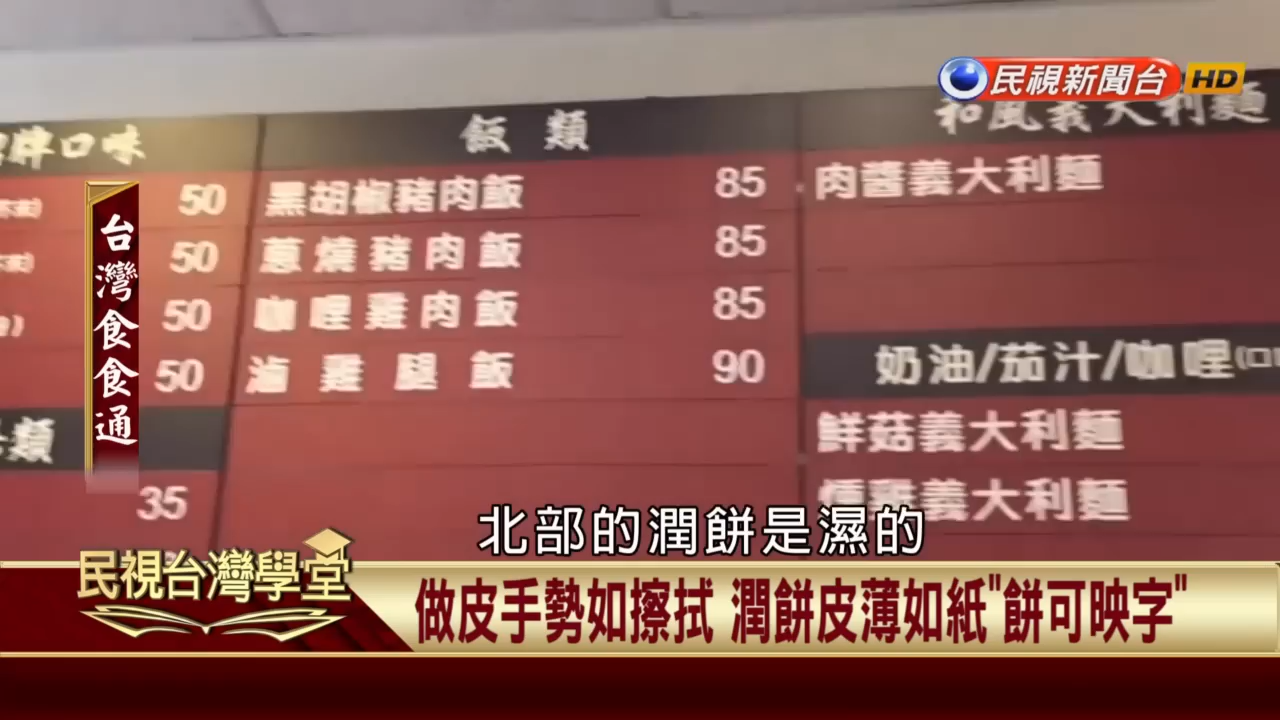 民視新聞台 HD
牌口味
50
50
50
50
類
35
飯類
黑胡椒豬肉飯 85
蔥燒豬肉飯 85
咖哩雞肉飯 85
滷雞腿飯 90
和風義大利麵
肉醬義大利麵
奶油/茄汁/咖哩
鮮菇義大利麵
燻雞義大利麵
台灣食食通
北部的潤餅是濕的
民視台灣學堂
做皮手勢如擦拭 潤餅皮薄如紙"餅可映字"